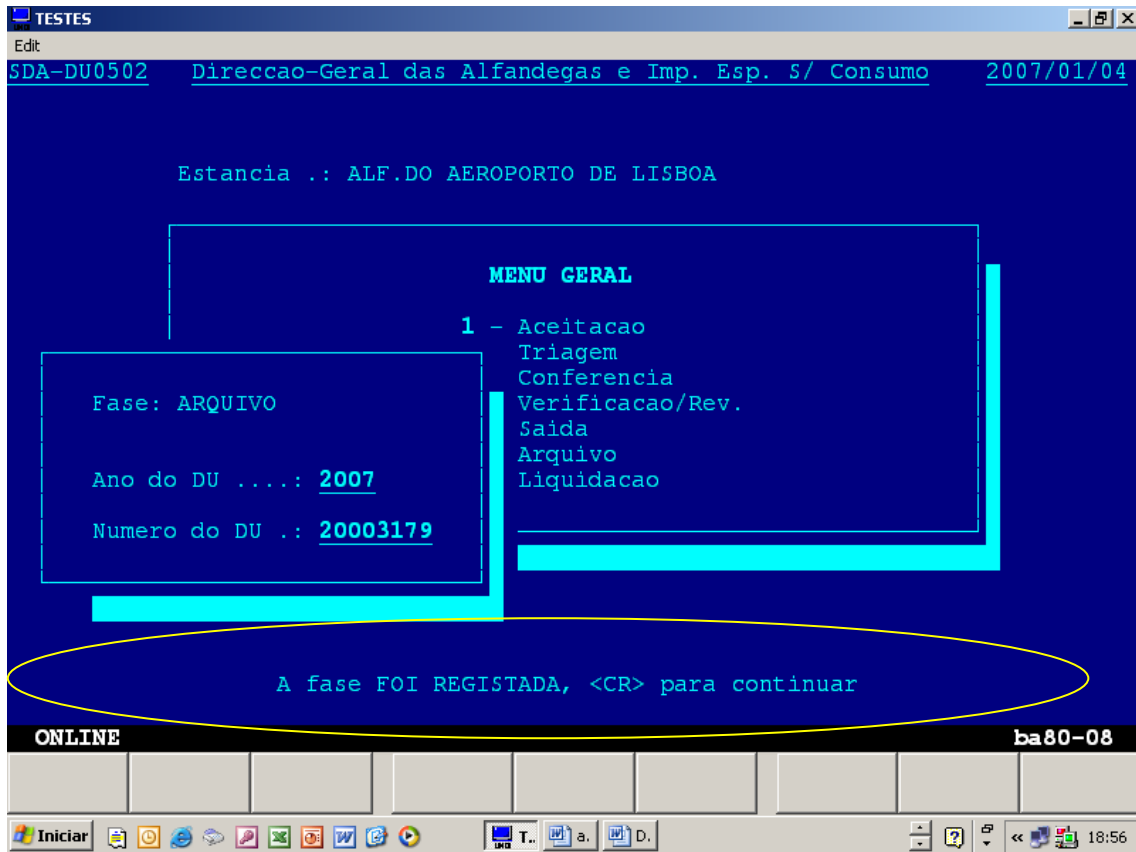 TESTES
Edit
SDA-DU0502 Direccao-Geral das Alfandegas e Imp. Esp. S/ Consumo 2007/01/04
Estancia .: ALF.DO AEROPORTO DE LISBOA
MENU GERAL
1 - Aceitacao
Triagem
Conferencia
Verificacao/Rev.
Saida
Arquivo
Liquidacao
Fase: ARQUIVO
Ano do DU ....: 2007
Numero do DU .: 20003179
A fase FOI REGISTADA, <CR> para continuar
ONLINE ba80-08
Iniciar T.. a. D. « 18:56